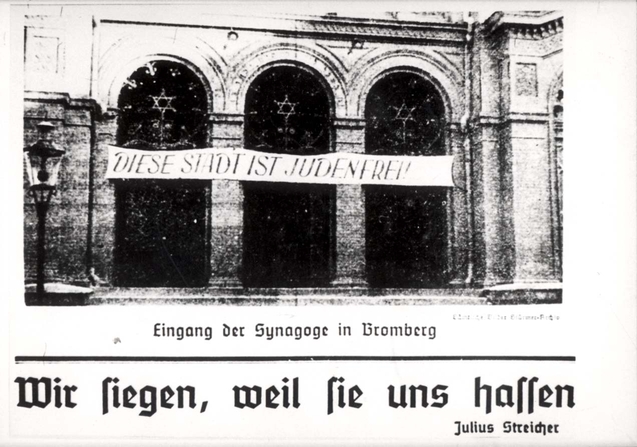 DIESE STADT IST JUDENFREI!
Eingang der Synagoge in Bromberg
Wir siegen, weil sie uns hassen
Julius Streicher